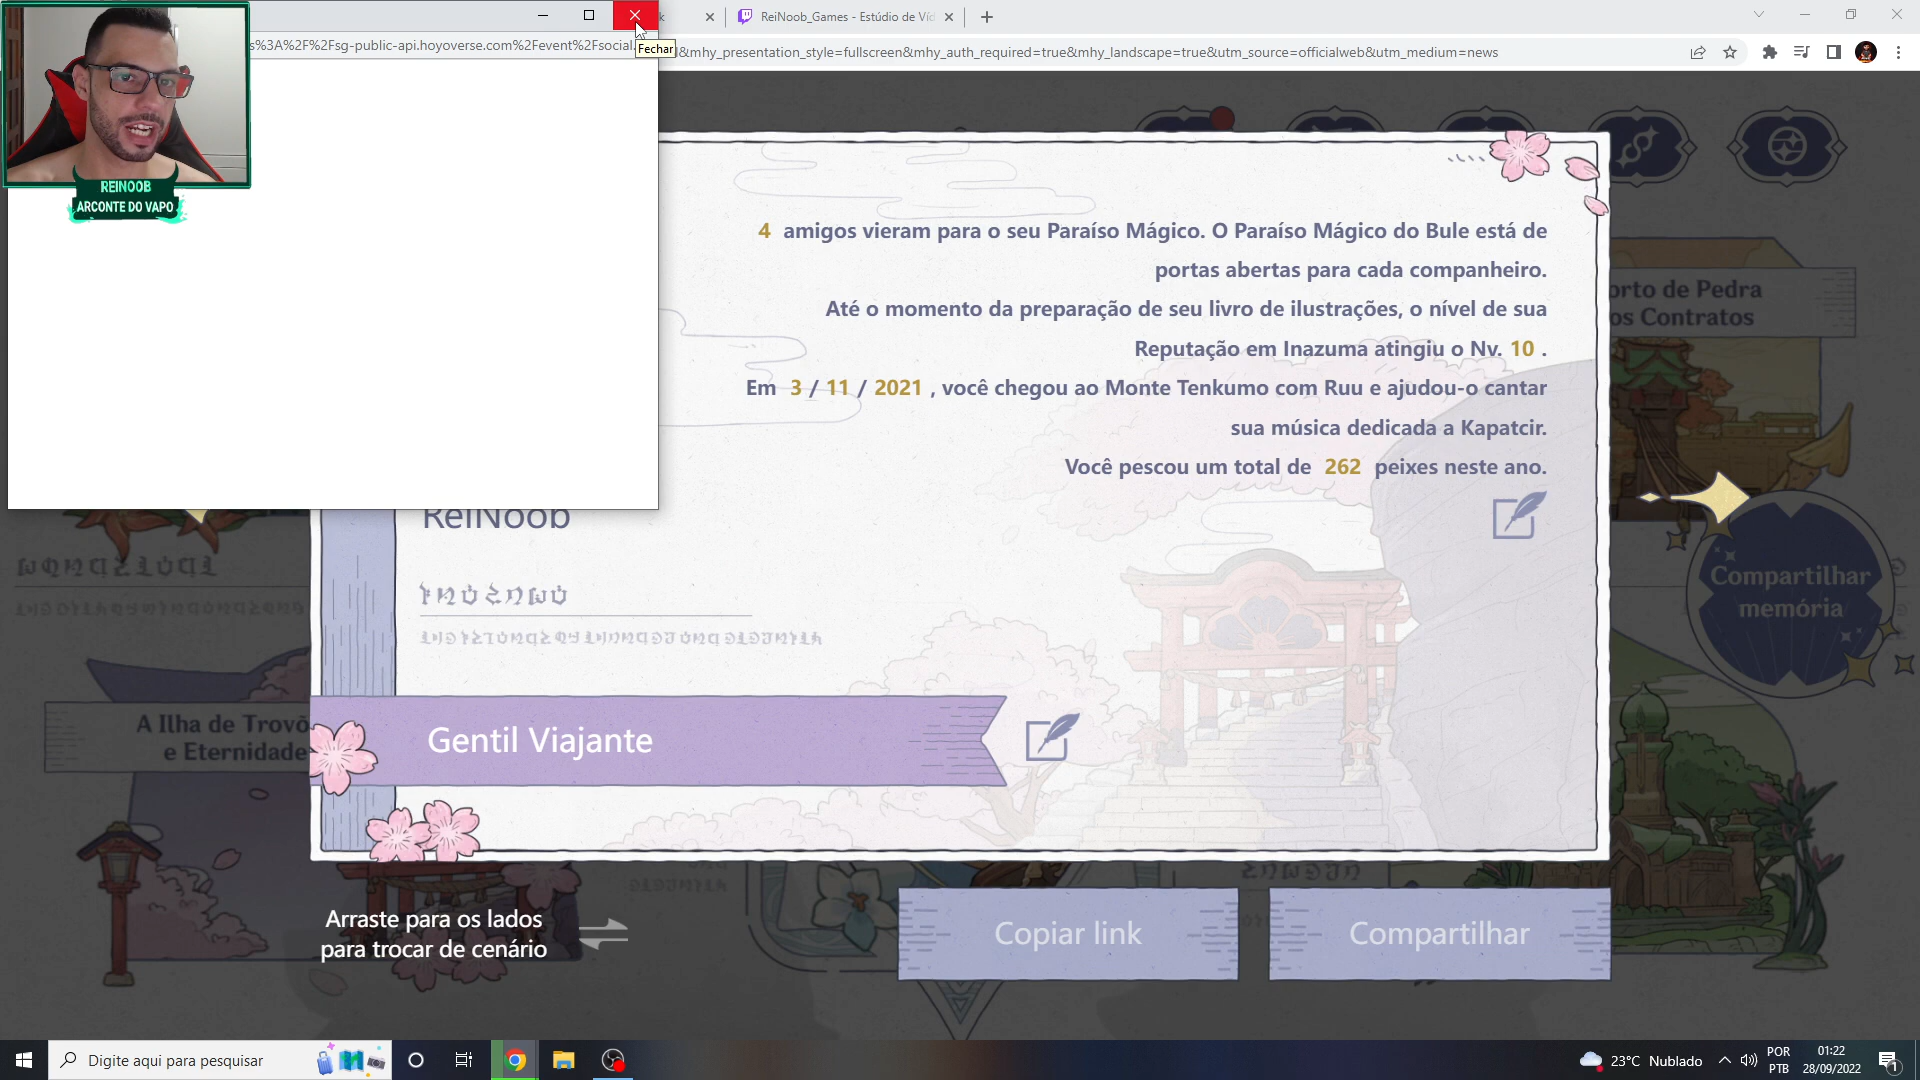 ReiNoob_Games - Estúdio de Víd
s%3A%2F%2Fsg-public-api.hoyoverse.com%2Fevent%2Fsocial.
Fechar
&mhy_presentation_style=fullscreen&mhy_auth_required=true&mhy_landscape=true&utm_source=officialweb&utm_medium=news
REINOOB
ARCONTE DO VAPO
4 amigos vieram para o seu Paraíso Mágico. O Paraíso Mágico do Bule está de
portas abertas para cada companheiro.
Até o momento da preparação de seu livro de ilustrações, o nível de sua
Reputação em Inazuma atingiu o Nv. 10 .
Em 3 / 11 / 2021 , você chegou ao Monte Tenkumo com Ruu e ajudou-o cantar
sua música dedicada a Kapatcir.
Você pescou um total de 262 peixes neste ano.
orto de Pedra
os Contratos
ReiNoob
Compartilhar
memória
A Ilha de Trovõ
e Eternidade
Gentil Viajante
Arraste para os lados
para trocar de cenário
Copiar link
Compartilhar
Digite aqui para pesquisar
23°C Nublado
POR
PTB
01:22
28/09/2022
1